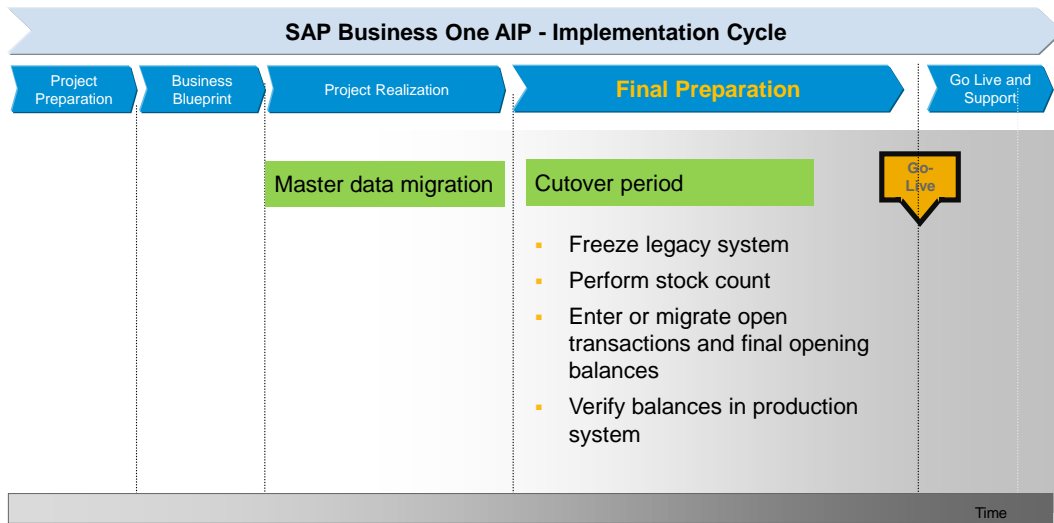 SAP Business One AIP - Implementation Cycle
Project
Preparation
Business
Blueprint
Project Realization
Final Preparation
Go Live and
Support
Master data migration
Cutover period
Go-
Live
▪ Freeze legacy system
▪ Perform stock count
▪ Enter or migrate open
transactions and final opening
balances
▪ Verify balances in production
system
Time